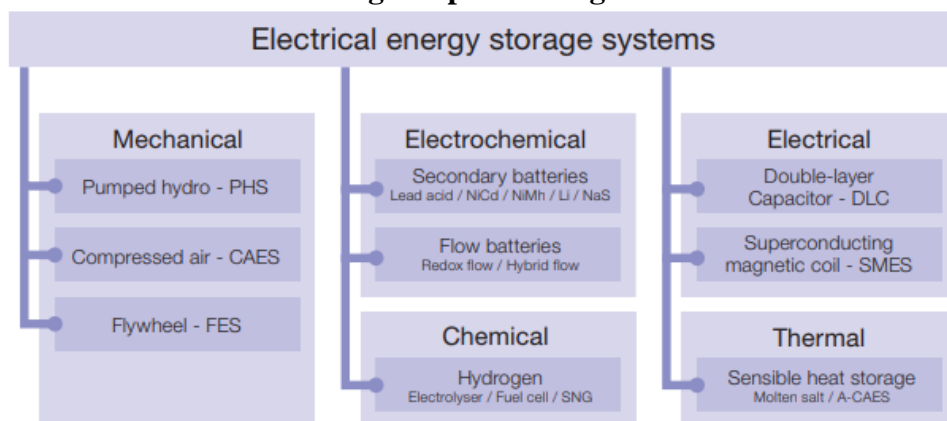 Electrical energy storage systems
Mechanical
Pumped hydro - PHS
Compressed air - CAES
Flywheel - FES
Electrochemical
Secondary batteries
Lead acid / NiCd / NiMh / Li / NaS
Flow batteries
Redox flow / Hybrid flow
Chemical
Hydrogen
Electrolyser / Fuel cell / SNG
Electrical
Double-layer
Capacitor - DLC
Superconducting
magnetic coil - SMES
Thermal
Sensible heat storage
Molten salt / A-CAES